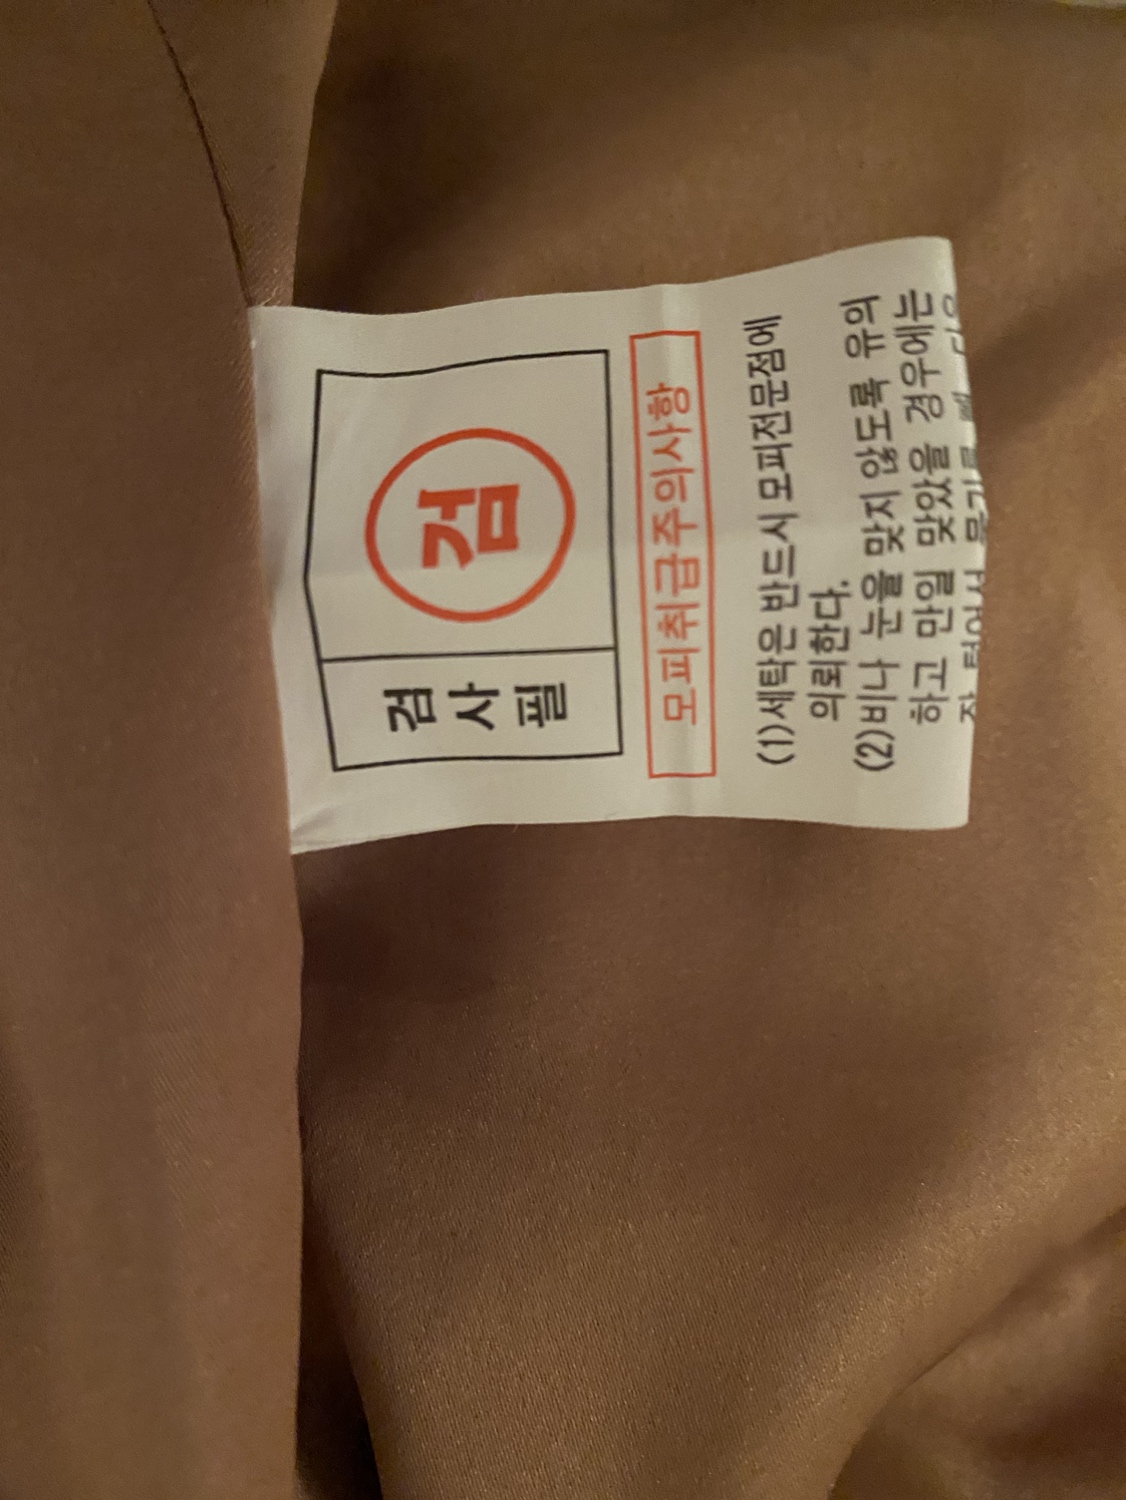 검
사
필
검
모피취급주의사항
(1)세탁은 반드시 모피전문점에
의뢰한다.
(2)비나 눈을 맞지 않도록 유의
하고 만일 맞았을 경우에는